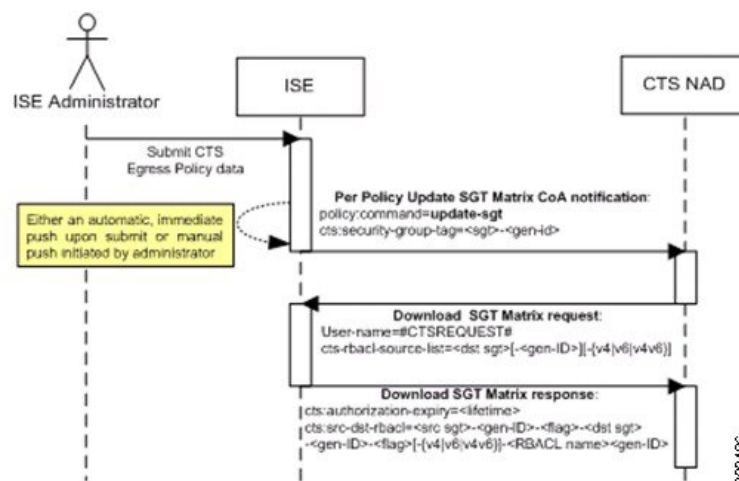 ISE Administrator
ISE
CTS NAD
Submit CTS
Egress Policy data
Either an automatic, immediate
push upon submit or manual
push initiated by administrator
Per Policy Update SGT Matrix CoA notification:
policy:command=update-sgt
cts:security-group-tag=<sgt>-<gen-id>
Download SGT Matrix request:
User-name=#CTSREQUEST#
cts-rbacl-source-list=<dst sgt>[-<gen-ID>][-{v4|v6|v4v6}]
Download SGT Matrix response:
cts:authorization-expiry=<lifetime>
cts:src-dst-rbacl=<src sgt>-<gen-ID>-<flag>-<dst sgt>
-<gen-ID>-<flag>[-{v4|v6|v4v6}]-<RBACL name><gen-ID>